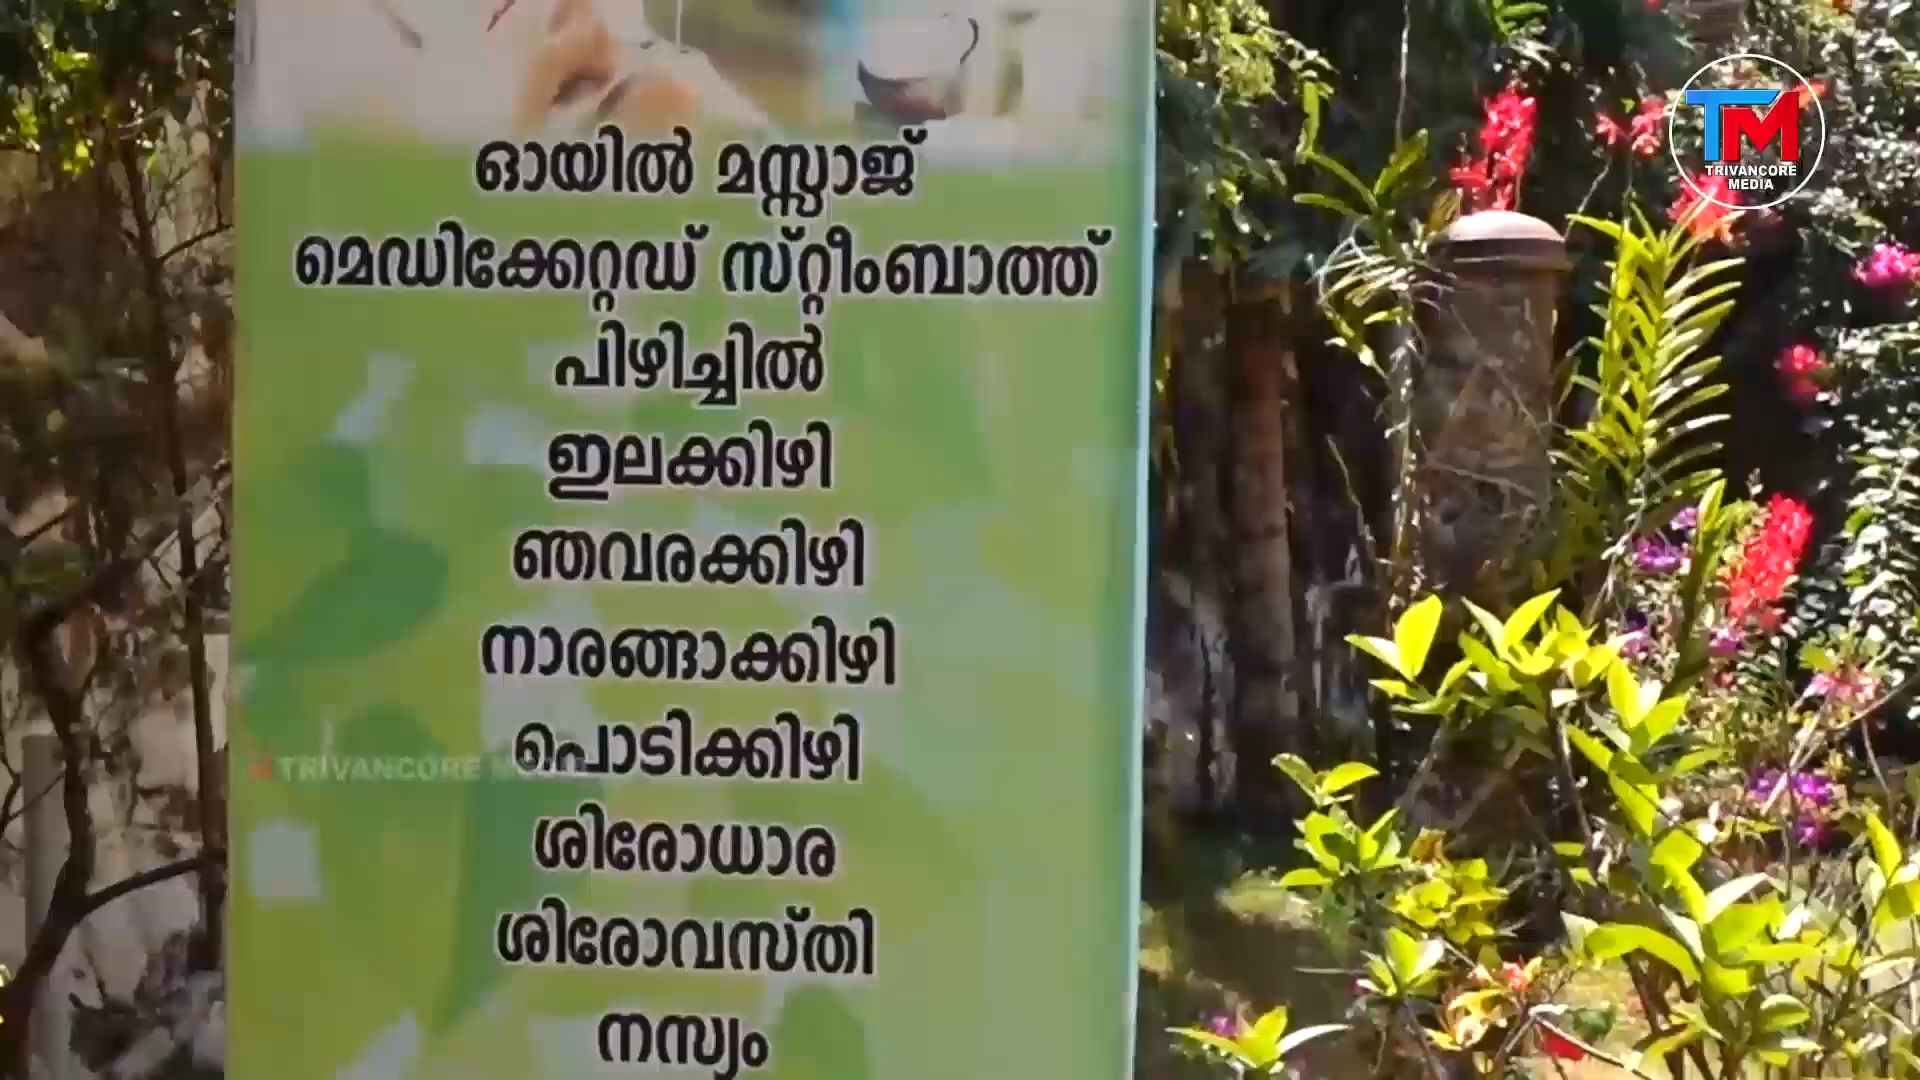 TM
TRIVANCORE
MEDIA
ഓയിൽ മസ്സാജ്
മെഡിക്കേറ്റഡ് സ്റ്റീംബാത്ത്
പിഴിച്ചിൽ
ഇലക്കിഴി
ഞവരക്കിഴി
നാരങ്ങാക്കിഴി
പൊടിക്കിഴി
TRIVANCORE
ശിരോധാര
ശിരോവസ്തി
നസ്യം